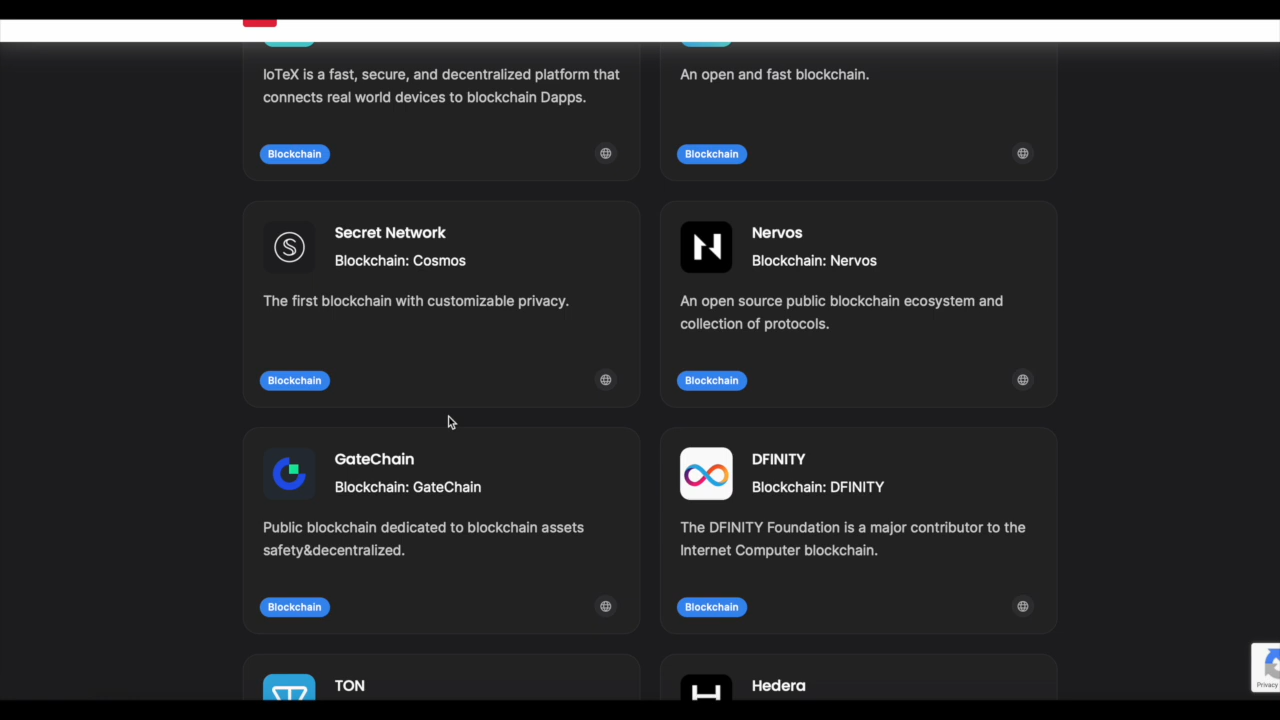 IoTeX is a fast, secure, and decentralized platform that
connects real world devices to blockchain Dapps.
Blockchain
An open and fast blockchain.
Blockchain
Secret Network
Blockchain: Cosmos
The first blockchain with customizable privacy.
Blockchain
Nervos
Blockchain: Nervos
An open source public blockchain ecosystem and
collection of protocols.
Blockchain
GateChain
Blockchain: GateChain
Public blockchain dedicated to blockchain assets
safety&decentralized.
Blockchain
DFINITY
Blockchain: DFINITY
The DFINITY Foundation is a major contributor to the
Internet Computer blockchain.
Blockchain
TON
Hedera
Privacy